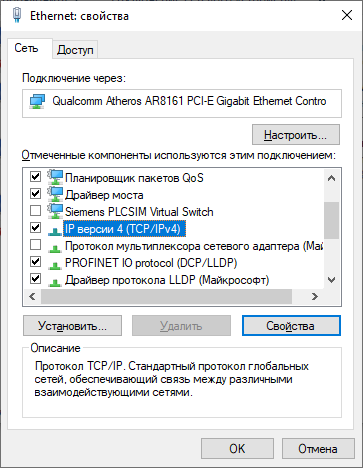 Ethernet: свойства
Сеть
Доступ
Подключение через:
Qualcomm Atheros AR8161 PCI-E Gigabit Ethernet Contro
Настроить...
Отмеченные компоненты используются этим подключением:
Планировщик пакетов QoS
Драйвер моста
Siemens PLCSIM Virtual Switch
IP версии 4 (TCP/IPv4)
Протокол мультиплексора сетевого адаптера (Май
PROFINET IO protocol (DCP/LLDP)
Драйвер протокола LLDP (Майкрософт)
Установить...
Удалить
Свойства
Описание
Протокол TCP/IP. Стандартный протокол глобальных
сетей, обеспечивающий связь между различными
взаимодействующими сетями.
OK
Отмена